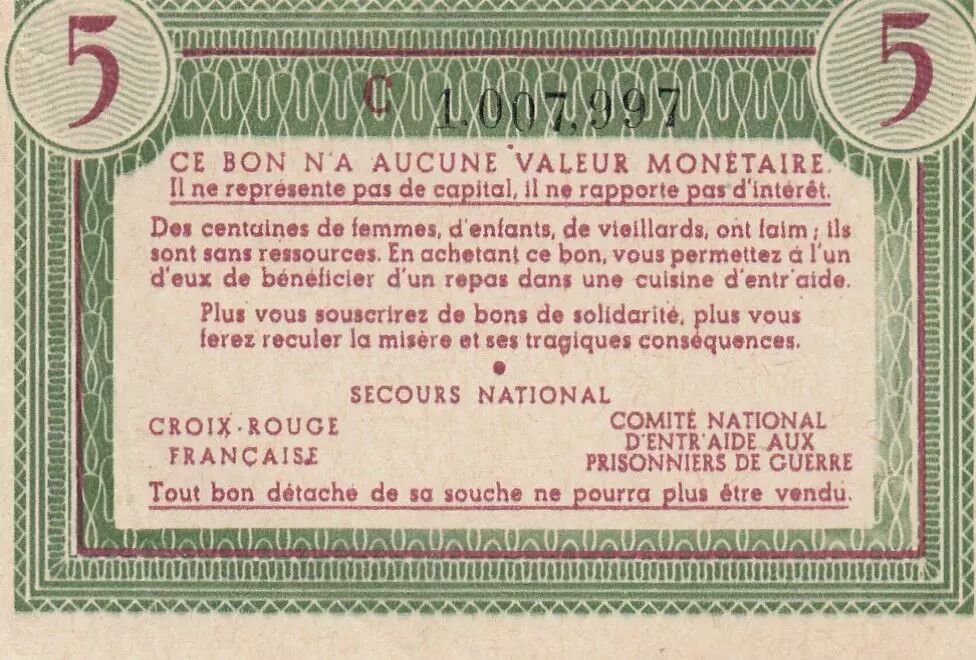 5 5
C 1.007,997
CE BON N'A AUCUNE VALEUR MONÉTAIRE.
Il ne représente pas de capital, il ne rapporte pas d'intérêt.
Des centaines de femmes, d'enfants, de vieillards, ont faim ; ils
sont sans ressources. En achetant ce bon, vous permettez à l'un
d'eux de bénéficier d'un repas dans une cuisine d'entr'aide.
Plus vous souscrirez de bons de solidarité, plus vous
ferez reculer la misère et ses tragiques conséquences.
SECOURS NATIONAL
CROIX-ROUGE
FRANÇAISE
COMITÉ NATIONAL
D'ENTR'AIDE AUX
PRISONNIERS DE GUERRE
Tout bon détaché de sa souche ne pourra plus être vendu.